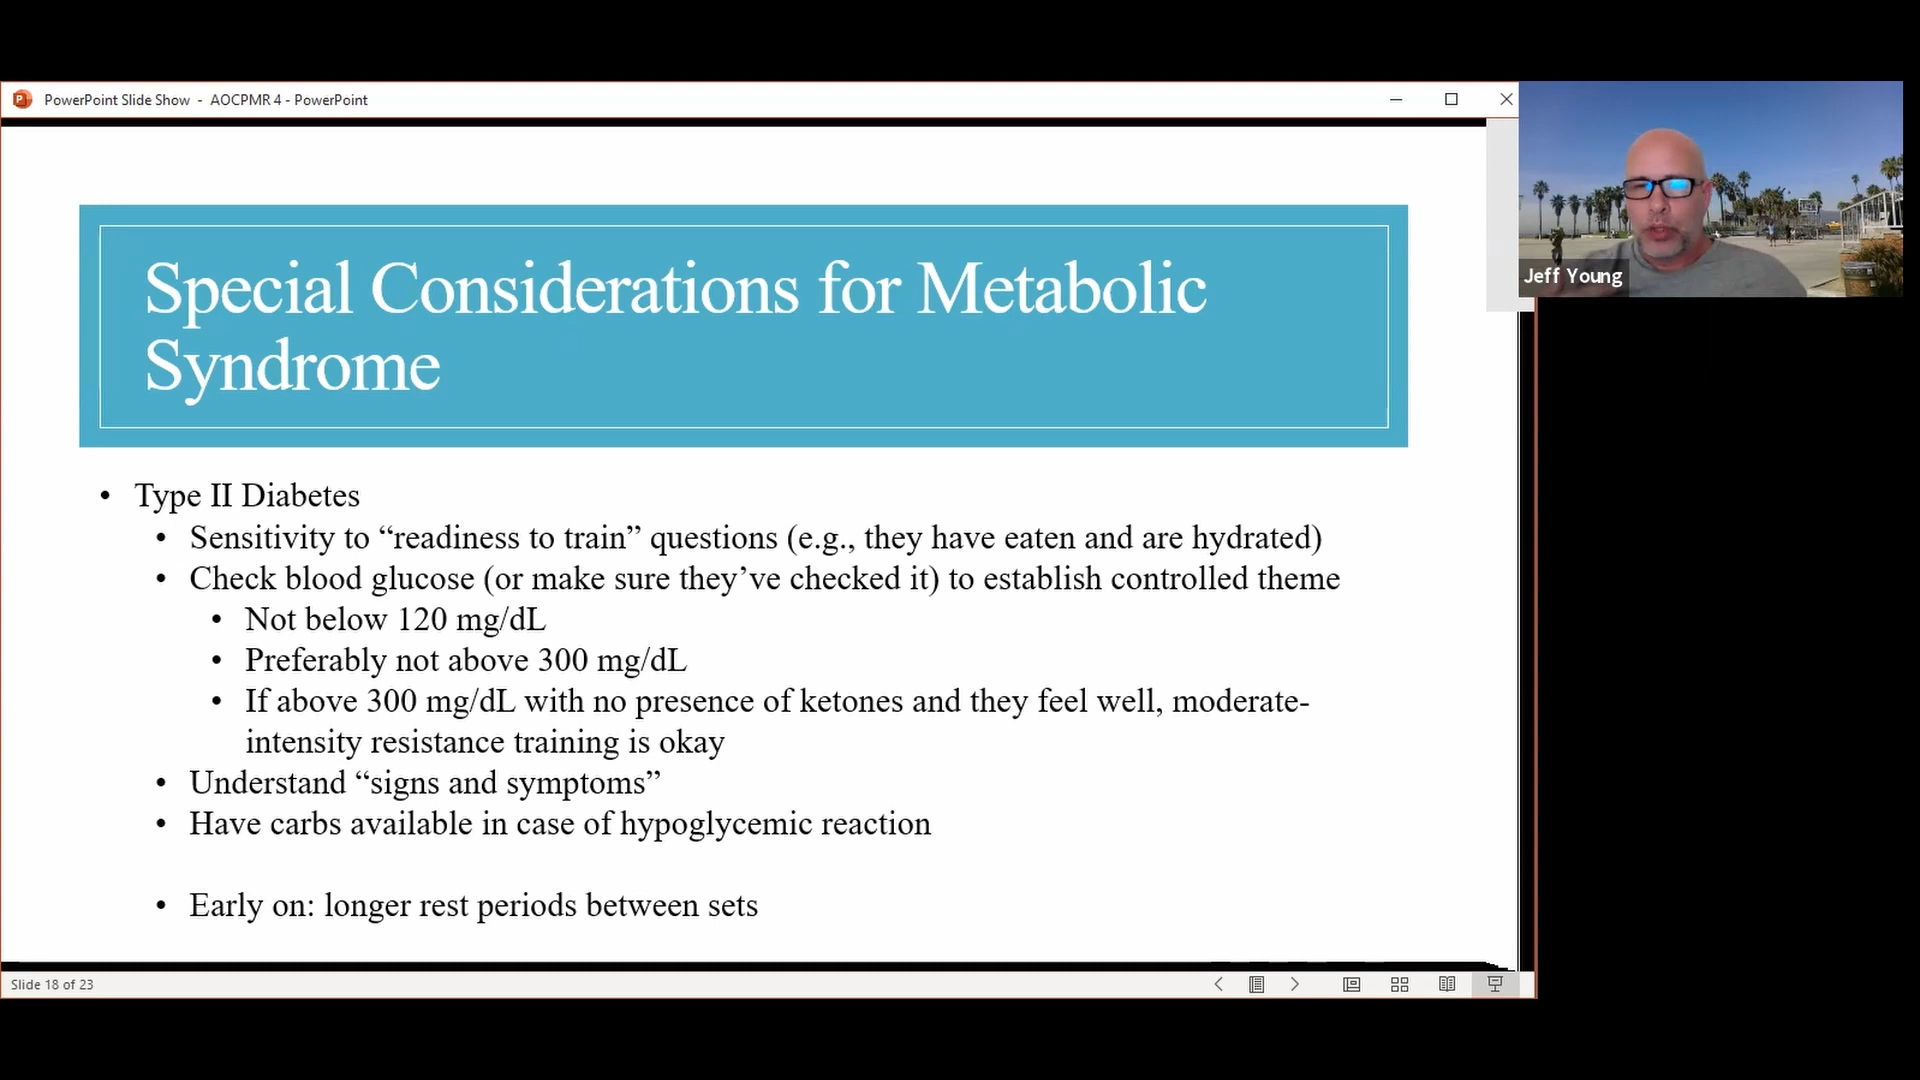 PowerPoint Slide Show - AOCPMR 4 - PowerPoint
Jeff Young
Special Considerations for Metabolic
Syndrome
• Type II Diabetes
• Sensitivity to “readiness to train” questions (e.g., they have eaten and are hydrated)
• Check blood glucose (or make sure they’ve checked it) to establish controlled theme
• Not below 120 mg/dL
• Preferably not above 300 mg/dL
• If above 300 mg/dL with no presence of ketones and they feel well, moderate-
intensity resistance training is okay
• Understand “signs and symptoms”
• Have carbs available in case of hypoglycemic reaction
• Early on: longer rest periods between sets
Slide 18 of 23